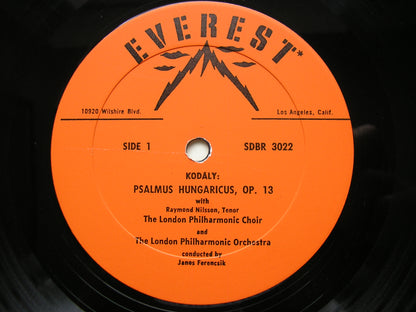 EVEREST*
10920 Wilshire Blvd.
Los Angeles, Calif.
SIDE 1
SDBR 3022
KODÁLY:
PSALMUS HUNGARICUS, OP. 13
with
Raymond Nilsson, Tenor
The London Philharmonic Choir
and
The London Philharmonic Orchestra
conducted by
Janos Ferencsik